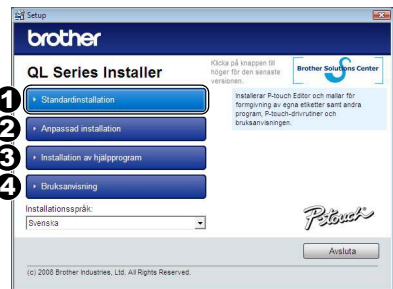 Setup
brother
QL Series Installer
Klicka på knappen till
höger för den senaste
versionen.
Brother Solutions Center
1
Standardinstallation
2
Anpassad installation
3
Installation av hjälpprogram
4
Bruksanvisning
Installerar P-touch Editor och mallar för
formgivning av egna etiketter samt andra
program, P-touch-drivrutiner och
bruksanvisningen.
Installationsspråk:
Svenska
P-touch
Avsluta
(c) 2008 Brother Industries, Ltd. All Rights Reserved.